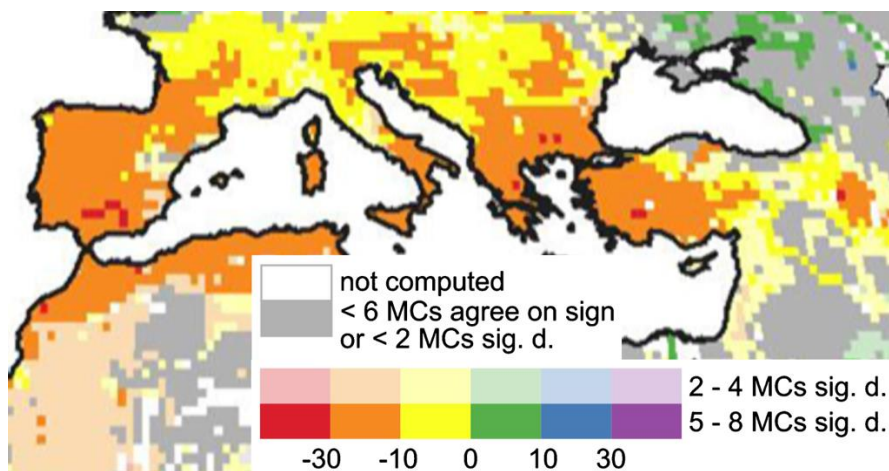 not computed
< 6 MCs agree on sign
or < 2 MCs sig. d.
2 - 4 MCs sig. d.
5 - 8 MCs sig. d.
-30 -10 0 10 30